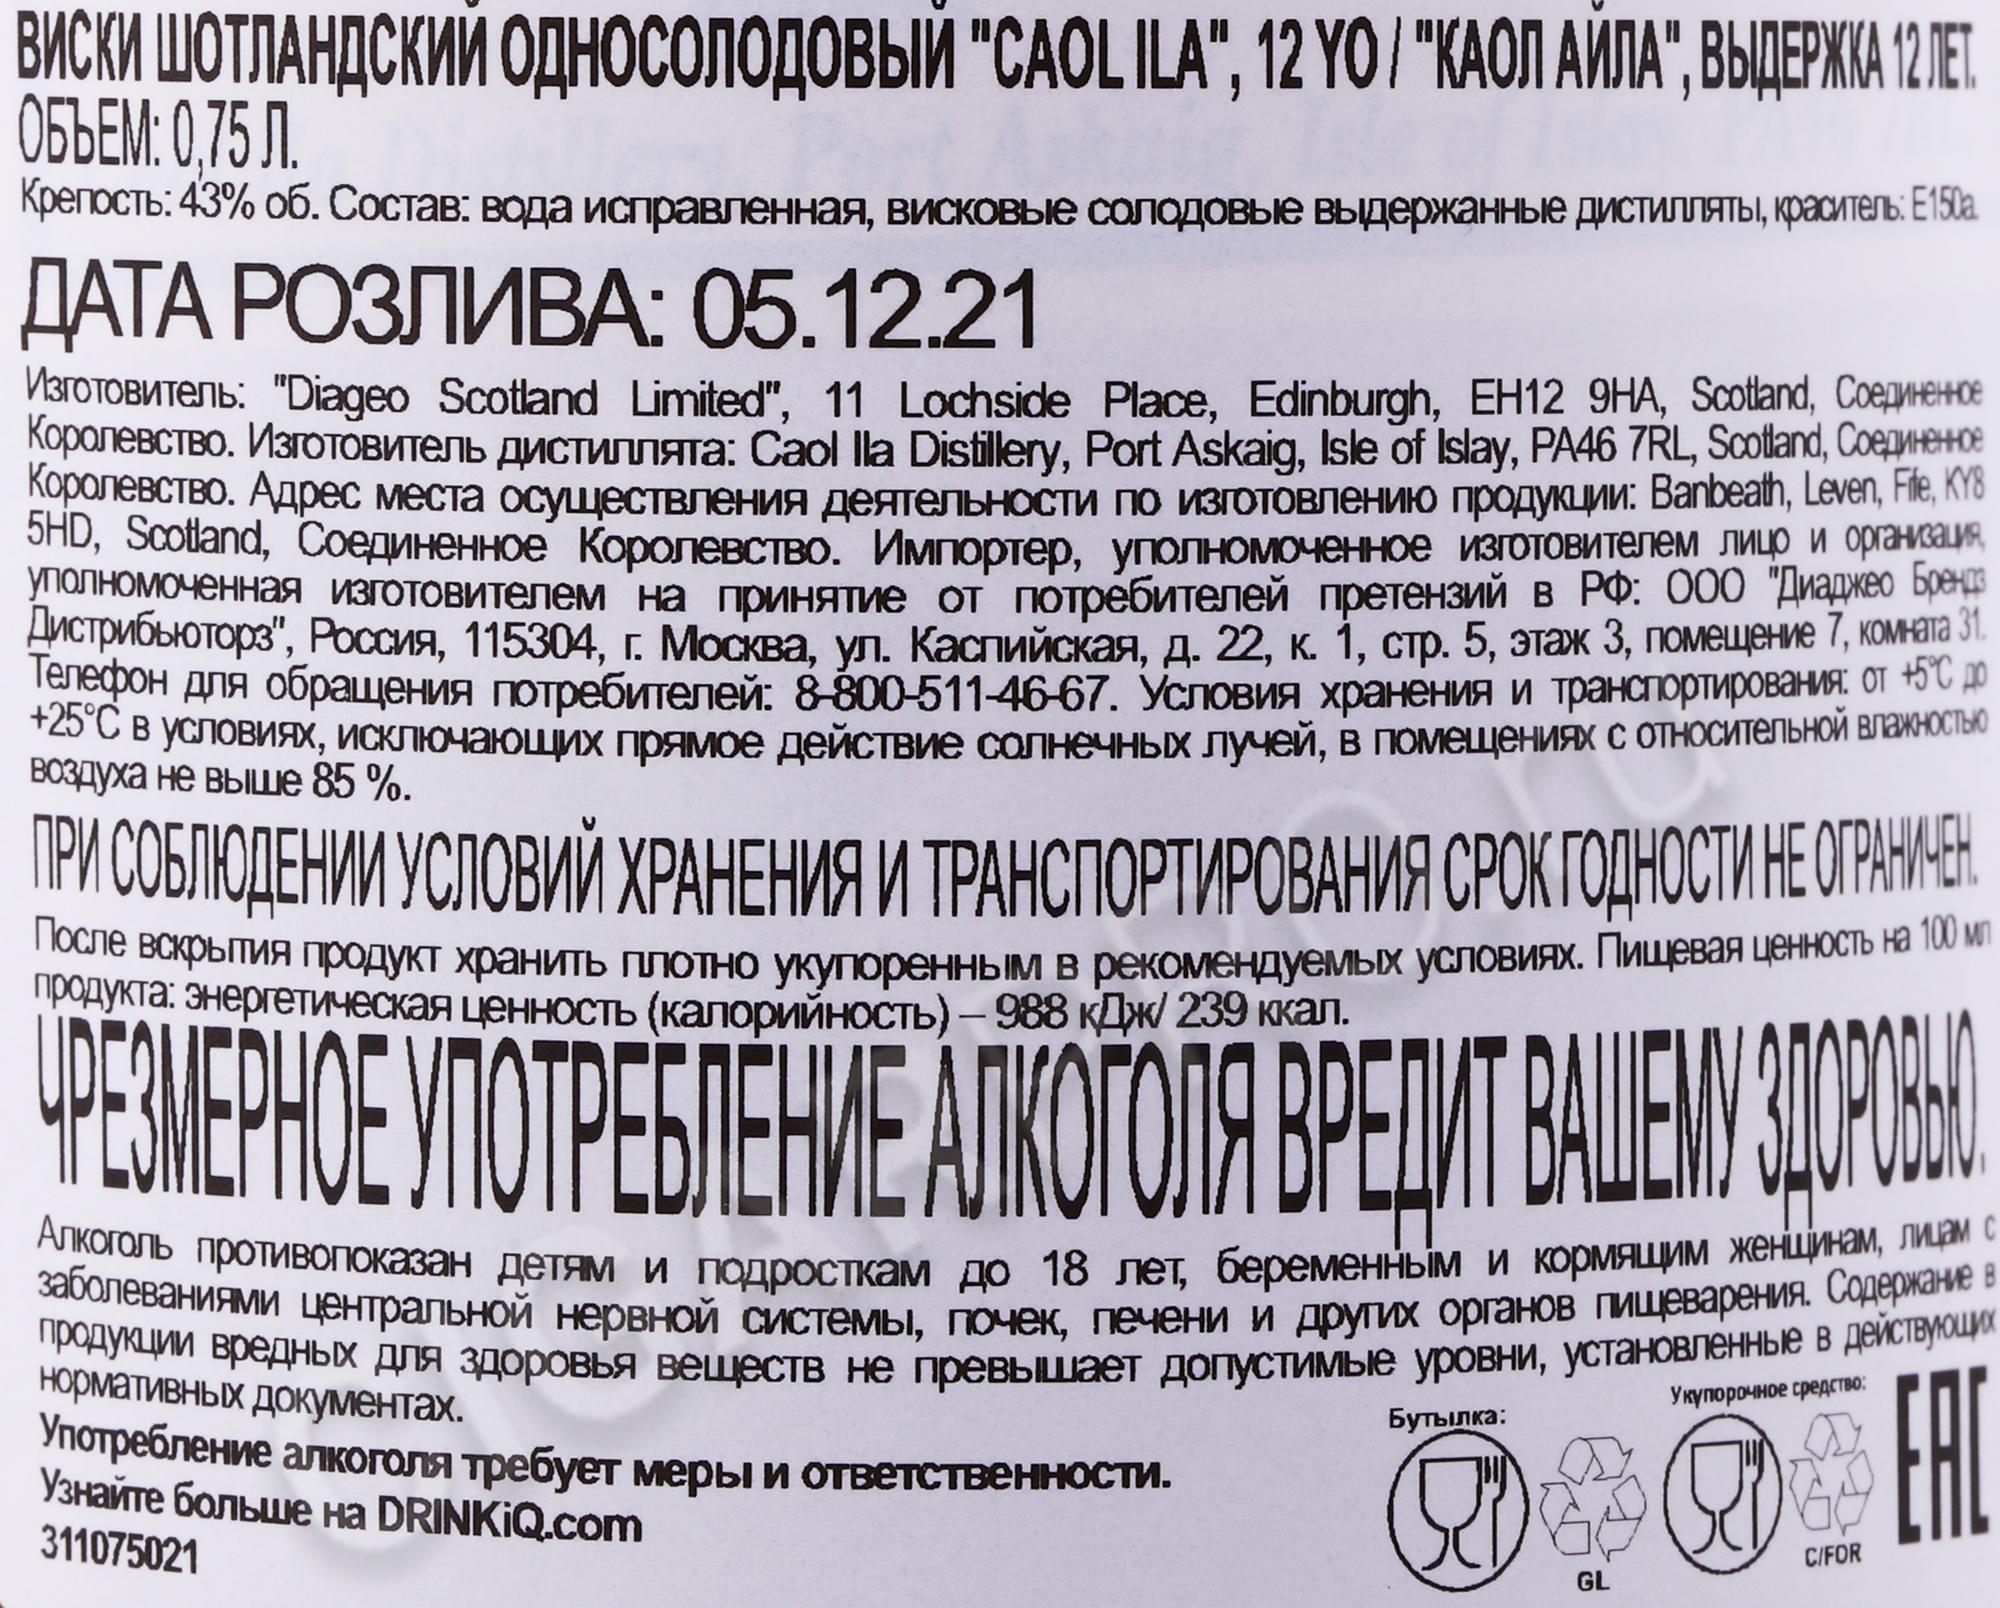 ВИСКИ ШОТЛАНДСКИЙ ОДНОСОЛОДОВЫЙ "CAOL ILA", 12 YO / "КАОЛ АЙЛА", ВЫДЕРЖКА 12 ЛЕТ.
ОБЪЕМ: 0,75 Л.
Крепость: 43% об. Состав: вода исправленная, висковые солодовые выдержанные дистилляты, краситель: Е150а.
ДАТА РОЗЛИВА: 05.12.21
Изготовитель: "Diageo Scotland Limited", 11 Lochside Place, Edinburgh, EH12 9HA, Scotland, Соединенное
Королевство. Изготовитель дистиллята: Caol Ila Distillery, Port Askaig, Isle of Islay, PA46 7RL, Scotland, Соединенное
Королевство. Адрес места осуществления деятельности по изготовлению продукции: Banbeath, Leven, Fife, KY8
5HD, Scotland, Соединенное Королевство. Импортер, уполномоченное изготовителем лицо и организация,
уполномоченная изготовителем на принятие от потребителей претензий в РФ: ООО "Диаджео Брендз
Дистрибьюторз", Россия, 115304, г. Москва, ул. Каспийская, д. 22, к. 1, стр. 5, этаж 3, помещение 7, комната 31.
Телефон для обращения потребителей: 8-800-511-46-67. Условия хранения и транспортирования: от +5°С до
+25°С в условиях, исключающих прямое действие солнечных лучей, в помещениях с относительной влажностью
воздуха не выше 85 %.
ПРИ СОБЛЮДЕНИИ УСЛОВИЙ ХРАНЕНИЯ И ТРАНСПОРТИРОВАНИЯ СРОК ГОДНОСТИ НЕ ОГРАНИЧЕН.
После вскрытия продукт хранить плотно укупоренным в рекомендуемых условиях. Пищевая ценность на 100 мл
продукта: энергетическая ценность (калорийность) – 988 кДж/ 239 ккал.
ЧРЕЗМЕРНОЕ УПОТРЕБЛЕНИЕ АЛКОГОЛЯ ВРЕДИТ ВАШЕМУ ЗДОРОВЬЮ.
Алкоголь противопоказан детям и подросткам до 18 лет, беременным и кормящим женщинам, лицам с
заболеваниями центральной нервной системы, почек, печени и других органов пищеварения. Содержание в
продукции вредных для здоровья веществ не превышает допустимые уровни, установленные в действующих
нормативных документах.
Употребление алкоголя требует меры и ответственности.
Узнайте больше на DRINKiQ.com
311075021
Бутылка:
GL
Укупорочное средство:
C/FOR
EAC
CIGARPRO.ru